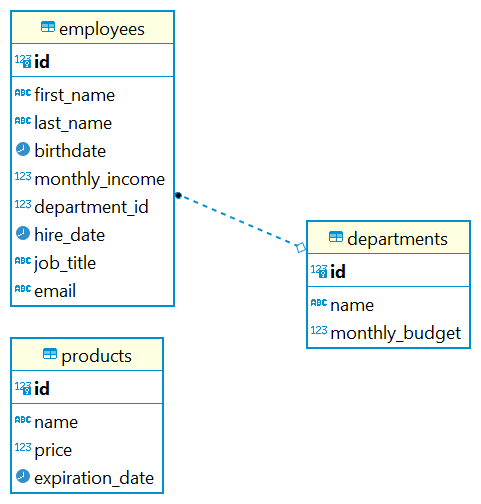 employees
123 id
ABC first_name
ABC last_name
birthdate
123 monthly_income
123 department_id
hire_date
ABC job_title
ABC email
departments
123 id
ABC name
123 monthly_budget
products
123 id
ABC name
123 price
expiration_date